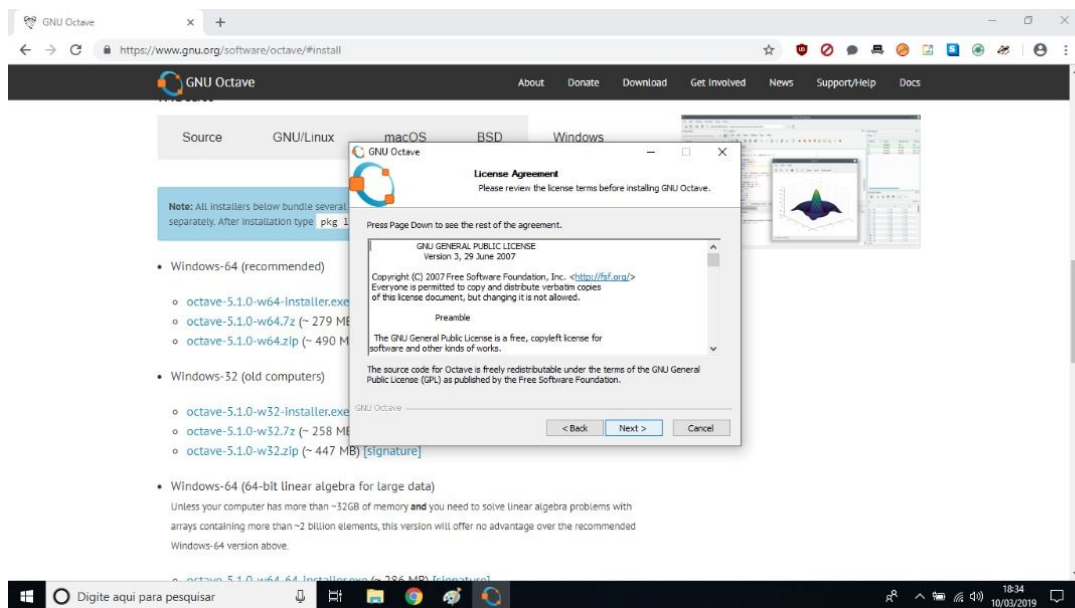 GNU Octave
https://www.gnu.org/software/octave/#install
GNU Octave
About Donate Download Get Involved News Support/Help Docs
Source GNU/Linux macOS BSD Windows
Note: All installers below bundle several
separately. After installation type pkg l
Windows-64 (recommended)
octave-5.1.0-w64-installer.exe
octave-5.1.0-w64.7z (~ 279 MB
octave-5.1.0-w64.zip (~ 490 M
Windows-32 (old computers)
octave-5.1.0-w32-installer.exe
octave-5.1.0-w32.7z (~ 258 MB
octave-5.1.0-w32.zip (~ 447 MB) [signature]
Windows-64 (64-bit linear algebra for large data)
Unless your computer has more than ~32GB of memory and you need to solve linear algebra problems with
arrays containing more than ~2 billion elements, this version will offer no advantage over the recommended
Windows-64 version above.
octave-5.1.0-w64-64-installer.exe (~ 286 MB) [signature]
GNU Octave
License Agreement
Please review the license terms before installing GNU Octave.
Press Page Down to see the rest of the agreement.
GNU GENERAL PUBLIC LICENSE
Version 3, 29 June 2007
Copyright (C) 2007 Free Software Foundation, Inc. <http://fsf.org/>
Everyone is permitted to copy and distribute verbatim copies
of this license document, but changing it is not allowed.
Preamble
The GNU General Public License is a free, copyleft license for
software and other kinds of works.
The source code for Octave is freely redistributable under the terms of the GNU General
Public License (GPL) as published by the Free Software Foundation.
GNU Octave
< Back Next > Cancel
Digite aqui para pesquisar
18:34
10/03/2019